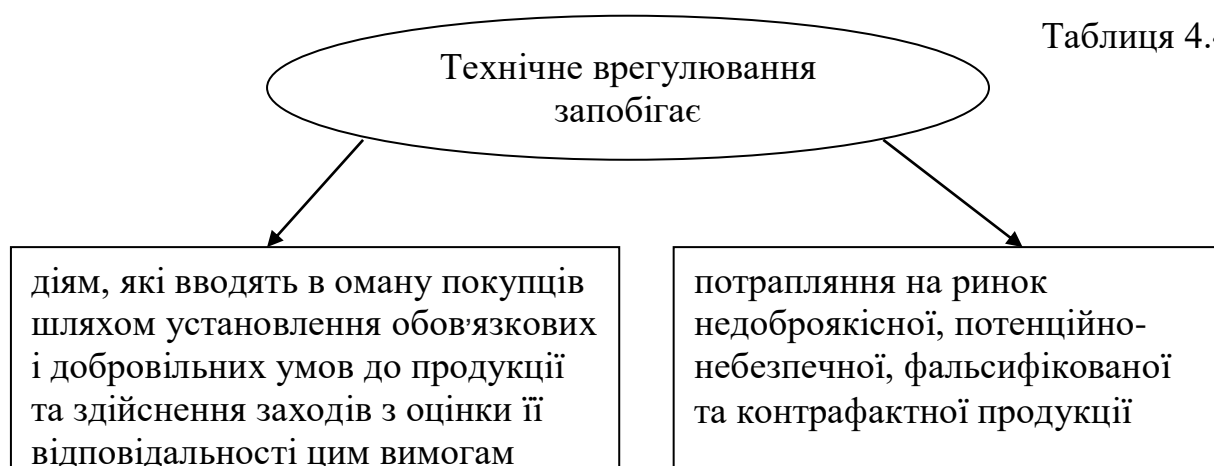 Таблиця 4.
Технічне врегулювання
запобігає
діям, які вводять в оману покупців
шляхом установлення обов’язкових
і добровільних умов до продукції
та здійснення заходів з оцінки її
відповідальності цим вимогам
потрапляння на ринок
недоброякісної, потенційно-
небезпечної, фальсифікованої
та контрафактної продукції